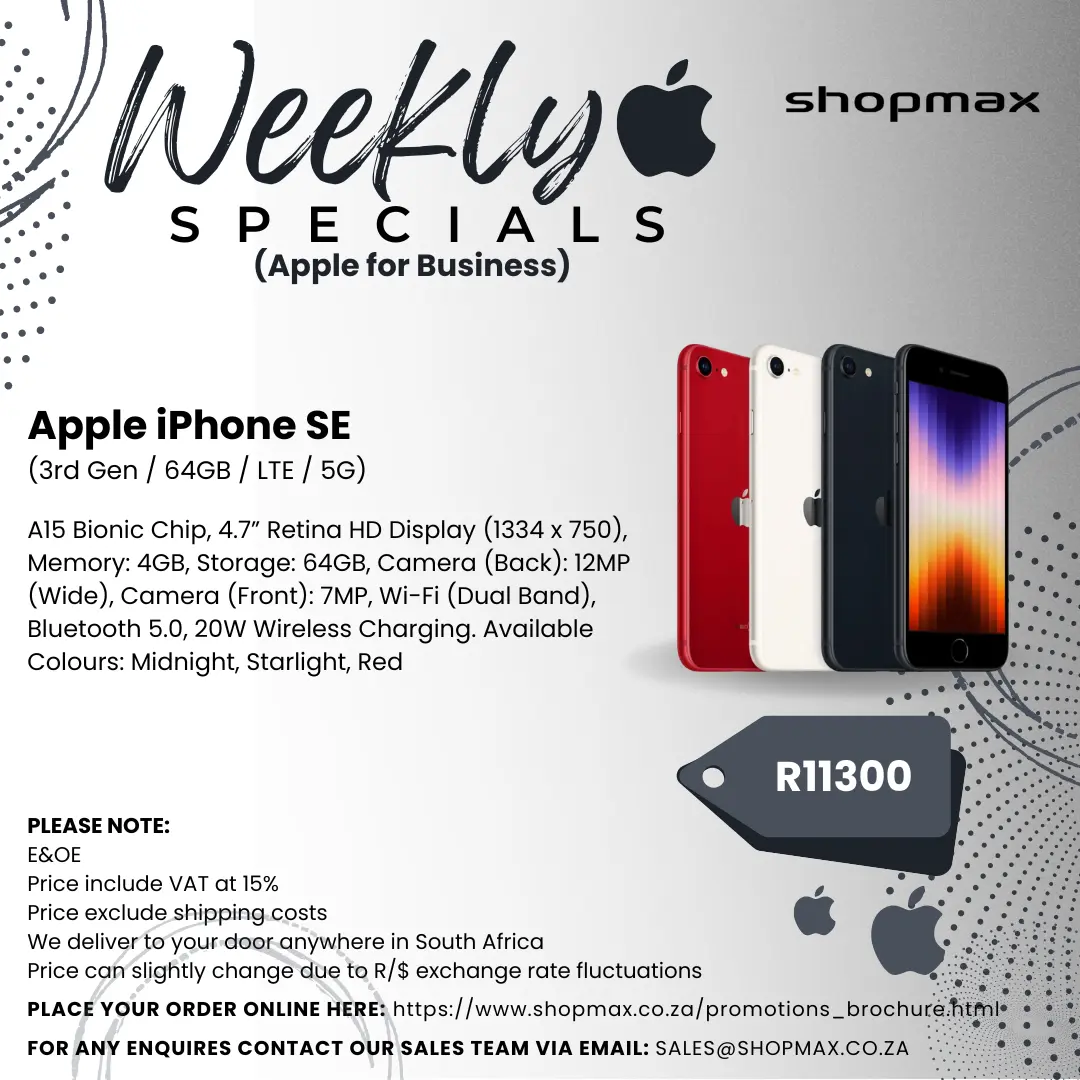 Weekly
shopmax
SPECIALS
(Apple for Business)
Apple iPhone SE
(3rd Gen / 64GB / LTE / 5G)
A15 Bionic Chip, 4.7” Retina HD Display (1334 x 750),
Memory: 4GB, Storage: 64GB, Camera (Back): 12MP
(Wide), Camera (Front): 7MP, Wi-Fi (Dual Band),
Bluetooth 5.0, 20W Wireless Charging. Available
Colours: Midnight, Starlight, Red
R11300
PLEASE NOTE:
E&OE
Price include VAT at 15%
Price exclude shipping costs
We deliver to your door anywhere in South Africa
Price can slightly change due to R/$ exchange rate fluctuations
PLACE YOUR ORDER ONLINE HERE: https://www.shopmax.co.za/promotions_brochure.html
FOR ANY ENQUIRES CONTACT OUR SALES TEAM VIA EMAIL: SALES@SHOPMAX.CO.ZA